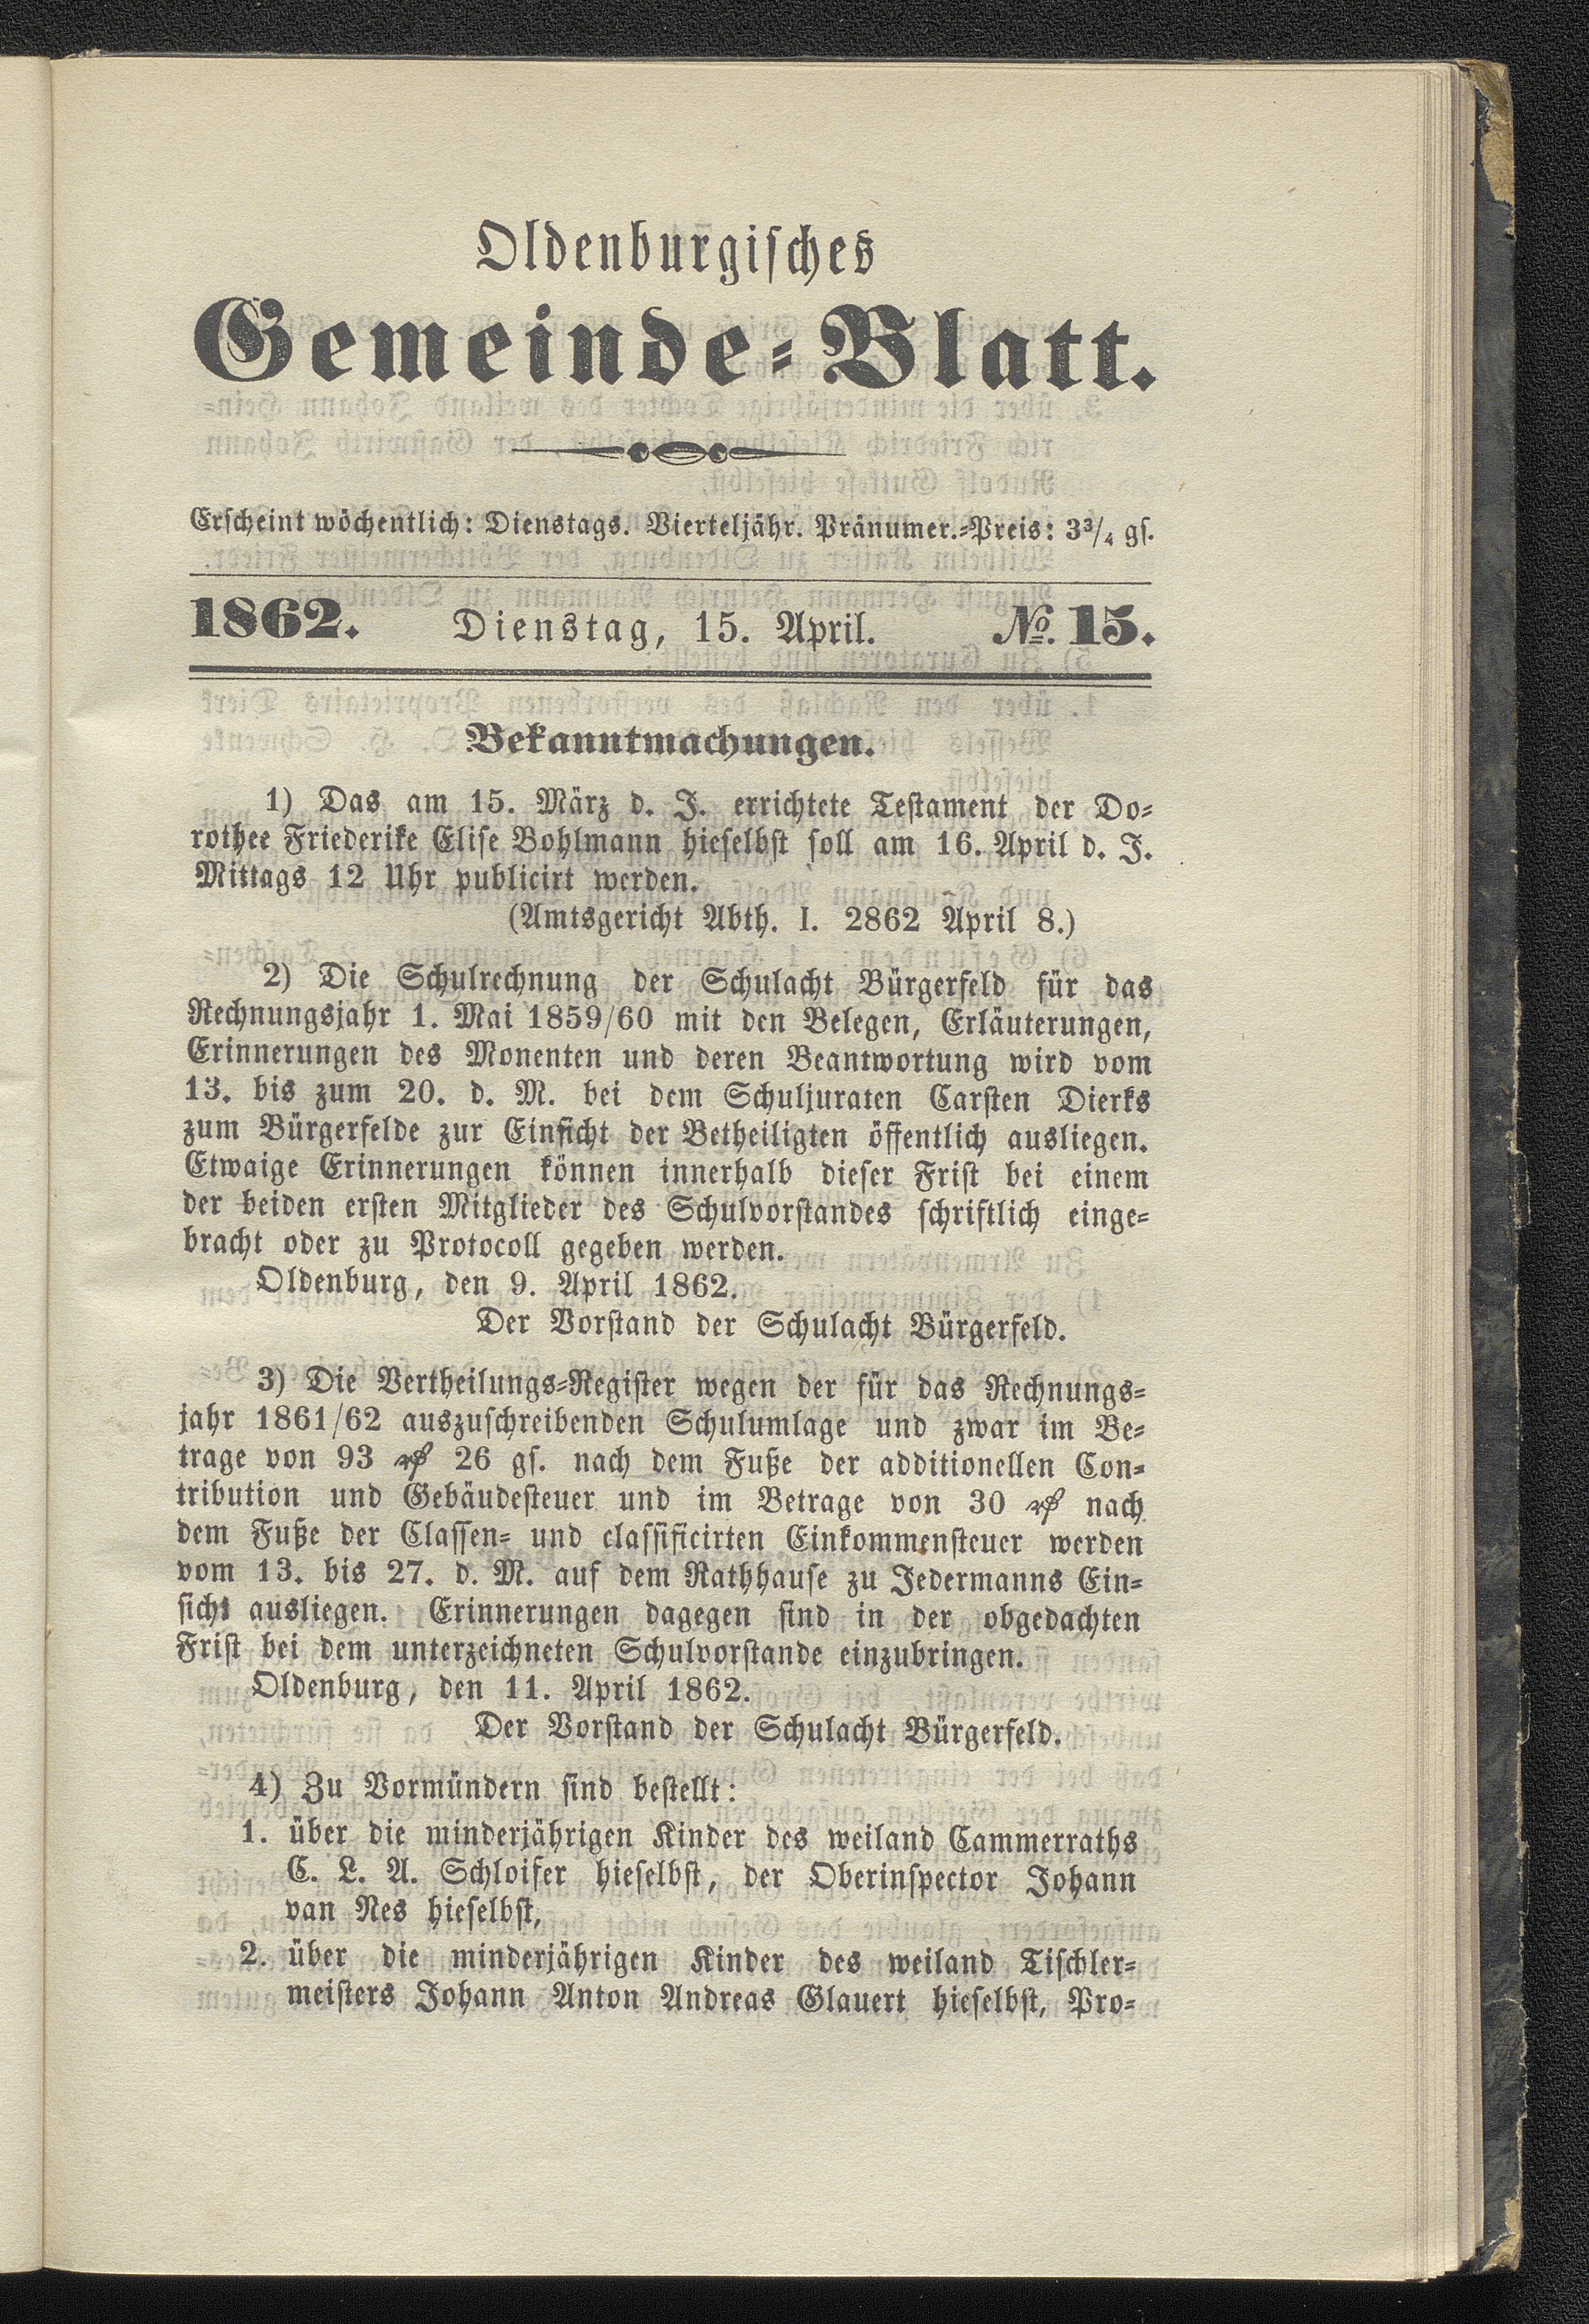 Oldenburgisches
Gemeinde-Blatt.
Erscheint wöchentlich: Dienstags. Vierteljähr. Pränumer.-Preis: 3¾ gs.
1862. Dienstag, 15. April. №. 15.
Bekanntmachungen.
1) Das am 15. März d. J. errichtete Testament der Do-
rothee Friederike Elise Bohlmann hieselbst soll am 16. April d. J.
Mittags 12 Uhr publicirt werden.
(Amtsgericht Abth. I. 2862 April 8.)
2) Die Schulrechnung der Schulacht Bürgerfeld für das
Rechnungsjahr 1. Mai 1859/60 mit den Belegen, Erläuterungen,
Erinnerungen des Monenten und deren Beantwortung wird vom
13. bis zum 20. d. M. bei dem Schuljuraten Carsten Dierks
zum Bürgerfelde zur Einsicht der Betheiligten öffentlich ausliegen.
Etwaige Erinnerungen können innerhalb dieser Frist bei einem
der beiden ersten Mitglieder des Schulvorstandes schriftlich einge-
bracht oder zu Protocoll gegeben werden.
Oldenburg, den 9. April 1862.
Der Vorstand der Schulacht Bürgerfeld.
3) Die Vertheilungs-Register wegen der für das Rechnungs-
jahr 1861/62 auszuschreibenden Schulumlage und zwar im Be-
trage von 93 ₰ 26 gs. nach dem Fuße der additionellen Con-
tribution und Gebäudesteuer und im Betrage von 30 ₰ nach
dem Fuße der Classen- und classificirten Einkommensteuer werden
vom 13. bis 27. d. M. auf dem Rathhause zu Jedermanns Ein-
sicht ausliegen. Erinnerungen dagegen sind in der obgedachten
Frist bei dem unterzeichneten Schulvorstande einzubringen.
Oldenburg, den 11. April 1862.
Der Vorstand der Schulacht Bürgerfeld.
4) Zu Vormündern sind bestellt:
1. über die minderjährigen Kinder des weiland Cammerraths
C. L. A. Schloifer hieselbst, der Oberinspector Johann
van Nes hieselbst,
2. über die minderjährigen Kinder des weiland Tischler-
meisters Johann Anton Andreas Glauert hieselbst, Pro-